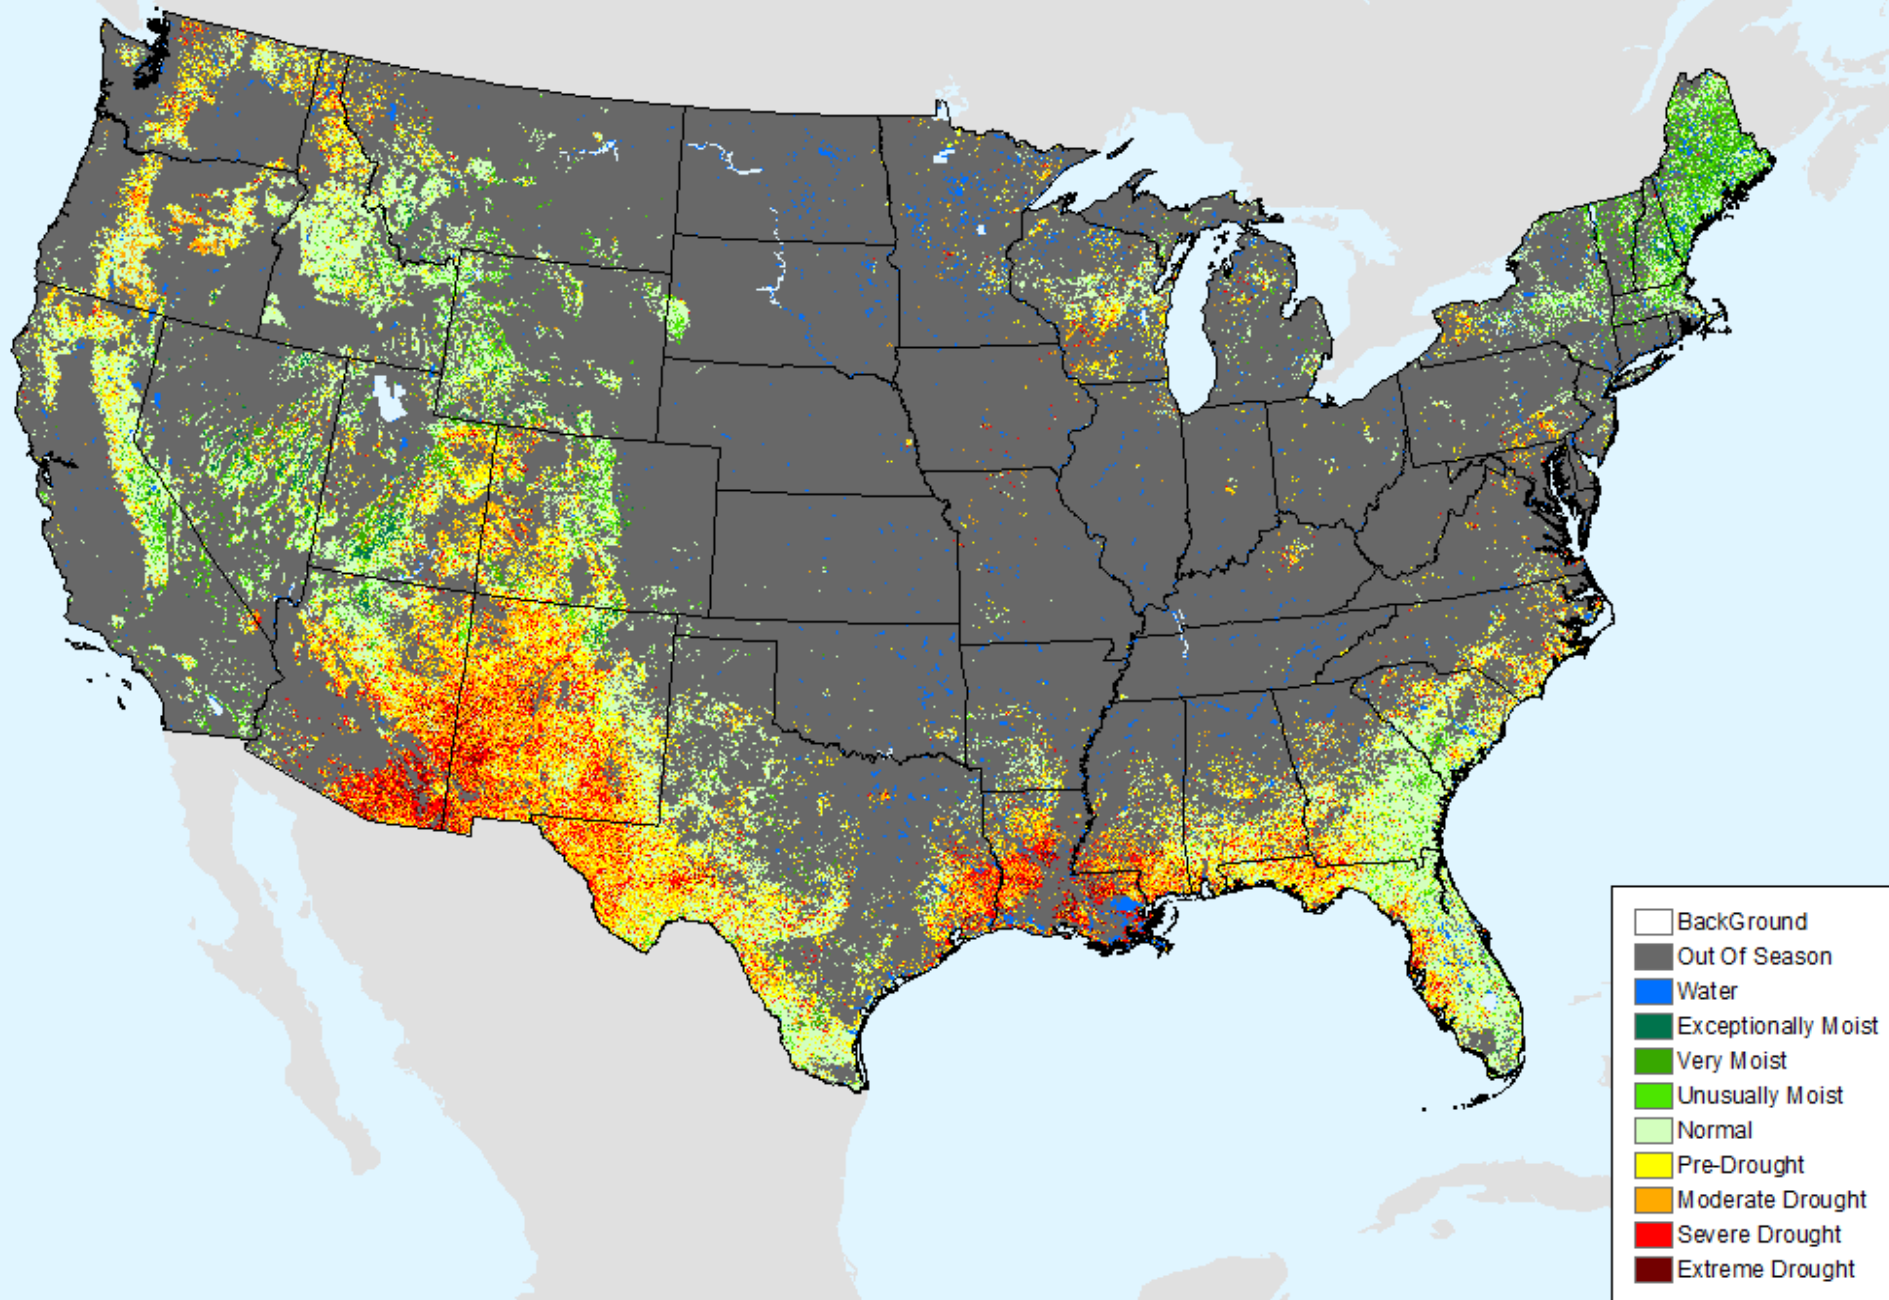 BackGround
Out Of Season
Water
Exceptionally Moist
Very Moist
Unusually Moist
Normal
Pre-Drought
Moderate Drought
Severe Drought
Extreme Drought